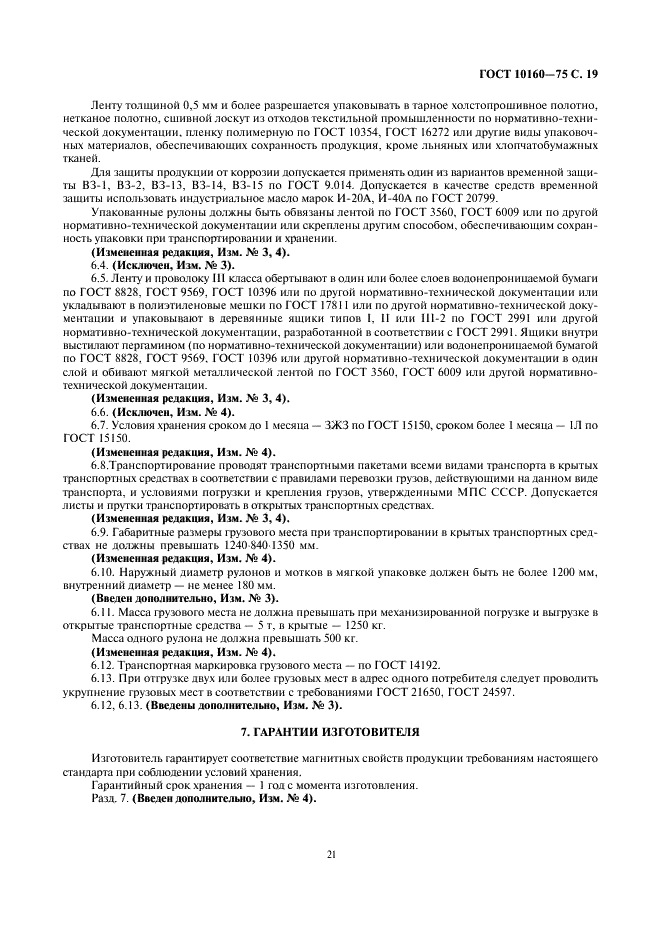 ГОСТ 10160—75 С. 19
Ленту толщиной 0,5 мм и более разрешается упаковывать в тарное холстопрошивное полотно,
нетканое полотно, сшивной лоскут из отходов текстильной промышленности по нормативно-техни-
ческой документации, пленку полимерную по ГОСТ 10354, ГОСТ 16272 или другие виды упаковоч-
ных материалов, обеспечивающих сохранность продукции, кроме льняных или хлопчатобумажных
тканей.
Для защиты продукции от коррозии допускается применять один из вариантов временной защи-
ты ВЗ-1, ВЗ-2, ВЗ-13, ВЗ-14, ВЗ-15 по ГОСТ 9.014. Допускается в качестве средств временной
защиты использовать индустриальное масло марок И-20А, И-40А по ГОСТ 20799.
Упакованные рулоны должны быть обвязаны лентой по ГОСТ 3560, ГОСТ 6009 или по другой
нормативно-технической документации или скреплены другим способом, обеспечивающим сохран-
ность упаковки при транспортировании и хранении.
(Измененная редакция, Изм. № 3, 4).
6.4. (Исключен, Изм. № 3).
6.5. Ленту и проволоку III класса обертывают в один или более слоев водонепроницаемой бумаги
по ГОСТ 8828, ГОСТ 9569, ГОСТ 10396 или по другой нормативно-технической документации или
укладывают в полиэтиленовые мешки по ГОСТ 17811 или по другой нормативно-технической доку-
ментации и упаковывают в деревянные ящики типов I, II или III-2 по ГОСТ 2991 или другой
нормативно-технической документации, разработанной в соответствии с ГОСТ 2991. Ящики внутри
выстилают пергамином (по нормативно-технической документации) или водонепроницаемой бумагой
по ГОСТ 8828, ГОСТ 9569, ГОСТ 10396 или другой нормативно-технической документации в один
слой и обивают мягкой металлической лентой по ГОСТ 3560, ГОСТ 6009 или другой нормативно-
технической документации.
(Измененная редакция, Изм. № 3, 4).
6.6. (Исключен, Изм. № 4).
6.7. Условия хранения сроком до 1 месяца — ЗЖЗ по ГОСТ 15150, сроком более 1 месяца — 1Л по
ГОСТ 15150.
(Измененная редакция, Изм. № 4).
6.8.Транспортирование проводят транспортными пакетами всеми видами транспорта в крытых
транспортных средствах в соответствии с правилами перевозки грузов, действующими на данном виде
транспорта, и условиями погрузки и крепления грузов, утвержденными МПС СССР. Допускается
листы и прутки транспортировать в открытых транспортных средствах.
(Измененная редакция, Изм. № 3, 4).
6.9. Габаритные размеры грузового места при транспортировании в крытых транспортных сред-
ствах не должны превышать 1240·840·1350 мм.
(Измененная редакция, Изм. № 4).
6.10. Наружный диаметр рулонов и мотков в мягкой упаковке должен быть не более 1200 мм,
внутренний диаметр — не менее 180 мм.
(Введен дополнительно, Изм. № 3).
6.11. Масса грузового места не должна превышать при механизированной погрузке и выгрузке в
открытые транспортные средства — 5 т, в крытые — 1250 кг.
Масса одного рулона не должна превышать 500 кг.
(Измененная редакция, Изм. № 4).
6.12. Транспортная маркировка грузового места — по ГОСТ 14192.
6.13. При отгрузке двух или более грузовых мест в адрес одного потребителя следует проводить
укрупнение грузовых мест в соответствии с требованиями ГОСТ 21650, ГОСТ 24597.
6.12, 6.13. (Введены дополнительно, Изм. № 3).
7. ГАРАНТИИ ИЗГОТОВИТЕЛЯ
Изготовитель гарантирует соответствие магнитных свойств продукции требованиям настоящего
стандарта при соблюдении условий хранения.
Гарантийный срок хранения — 1 год с момента изготовления.
Разд. 7. (Введен дополнительно, Изм. № 4).
21